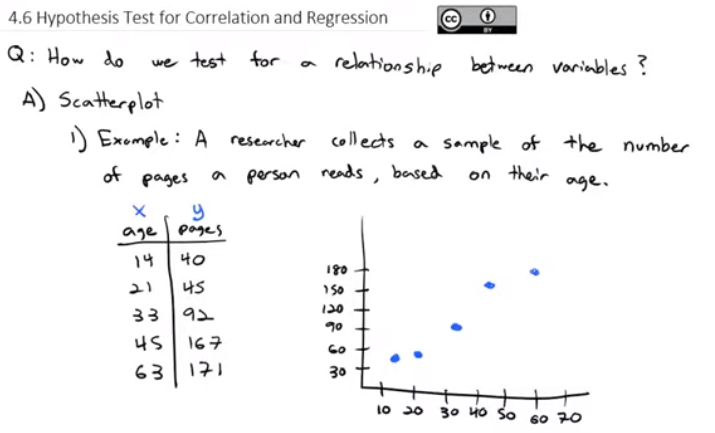 4.6 Hypothesis Test for Correlation and Regression
cc BY
Q: How do we test for a relationship between variables?
A) Scatterplot
1) Example: A researcher collects a sample of the number
of pages a person reads, based on their age.
x y
age pages
14 40
21 45
33 92
45 167
63 171
180
150
120
90
60
30
10 20 30 40 50 60 70